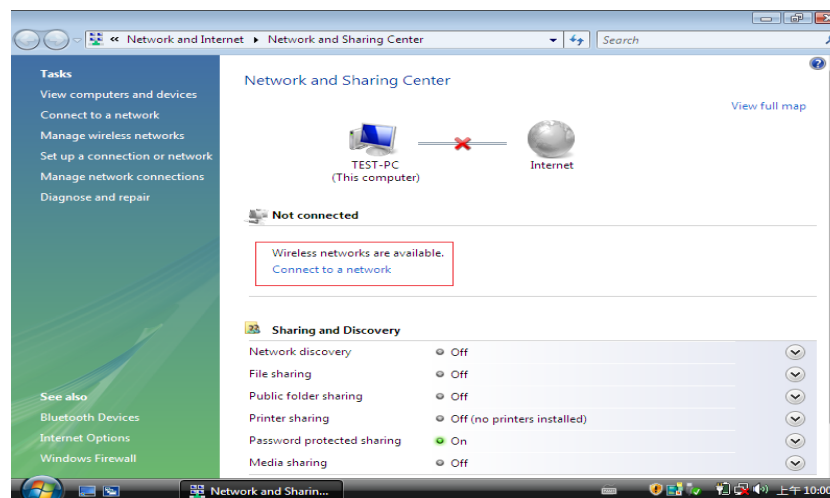 « Network and Internet ▸ Network and Sharing Center
Search
Tasks
View computers and devices
Connect to a network
Manage wireless networks
Set up a connection or network
Manage network connections
Diagnose and repair
See also
Bluetooth Devices
Internet Options
Windows Firewall
Network and Sharing Center
View full map
TEST-PC
(This computer)
Internet
Not connected
Wireless networks are available.
Connect to a network
Sharing and Discovery
Network discovery Off
File sharing Off
Public folder sharing Off
Printer sharing Off (no printers installed)
Password protected sharing On
Media sharing Off
Network and Sharin...
上午 10:00